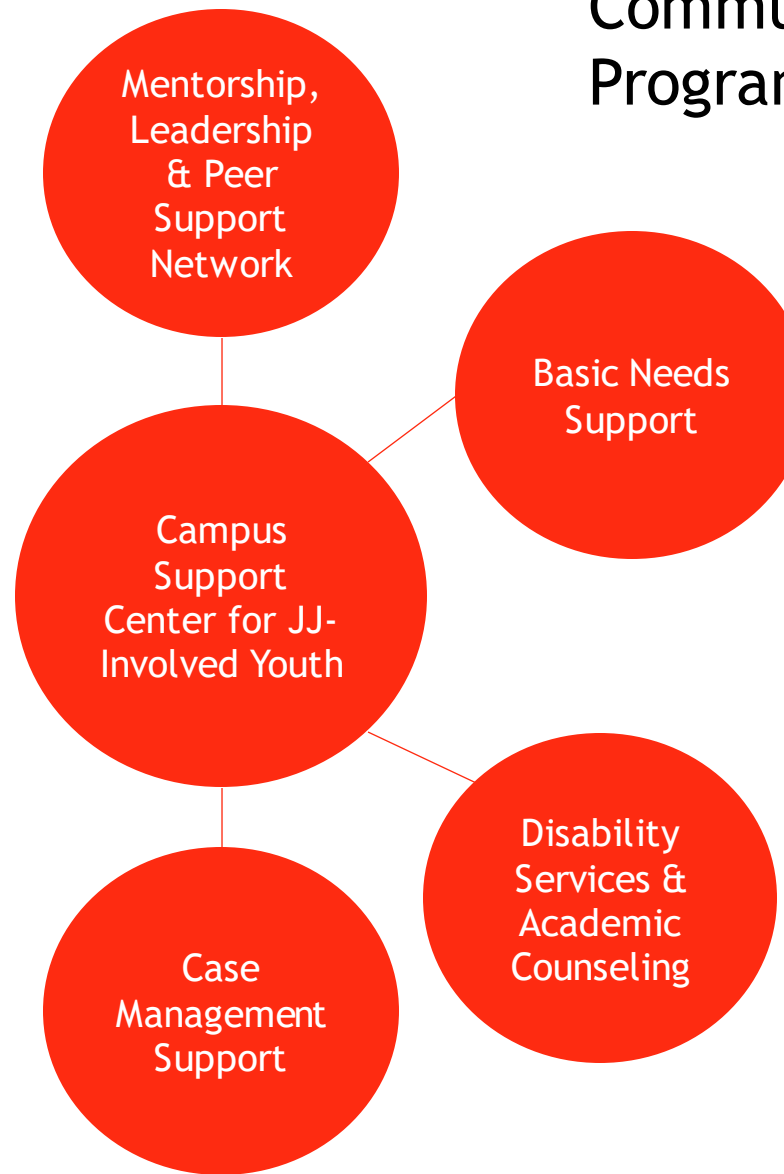 Mentorship,
Leadership
& Peer
Support
Network
Basic Needs
Support
Campus
Support
Center for JJ-
Involved Youth
Disability
Services &
Academic
Counseling
Case
Management
Support